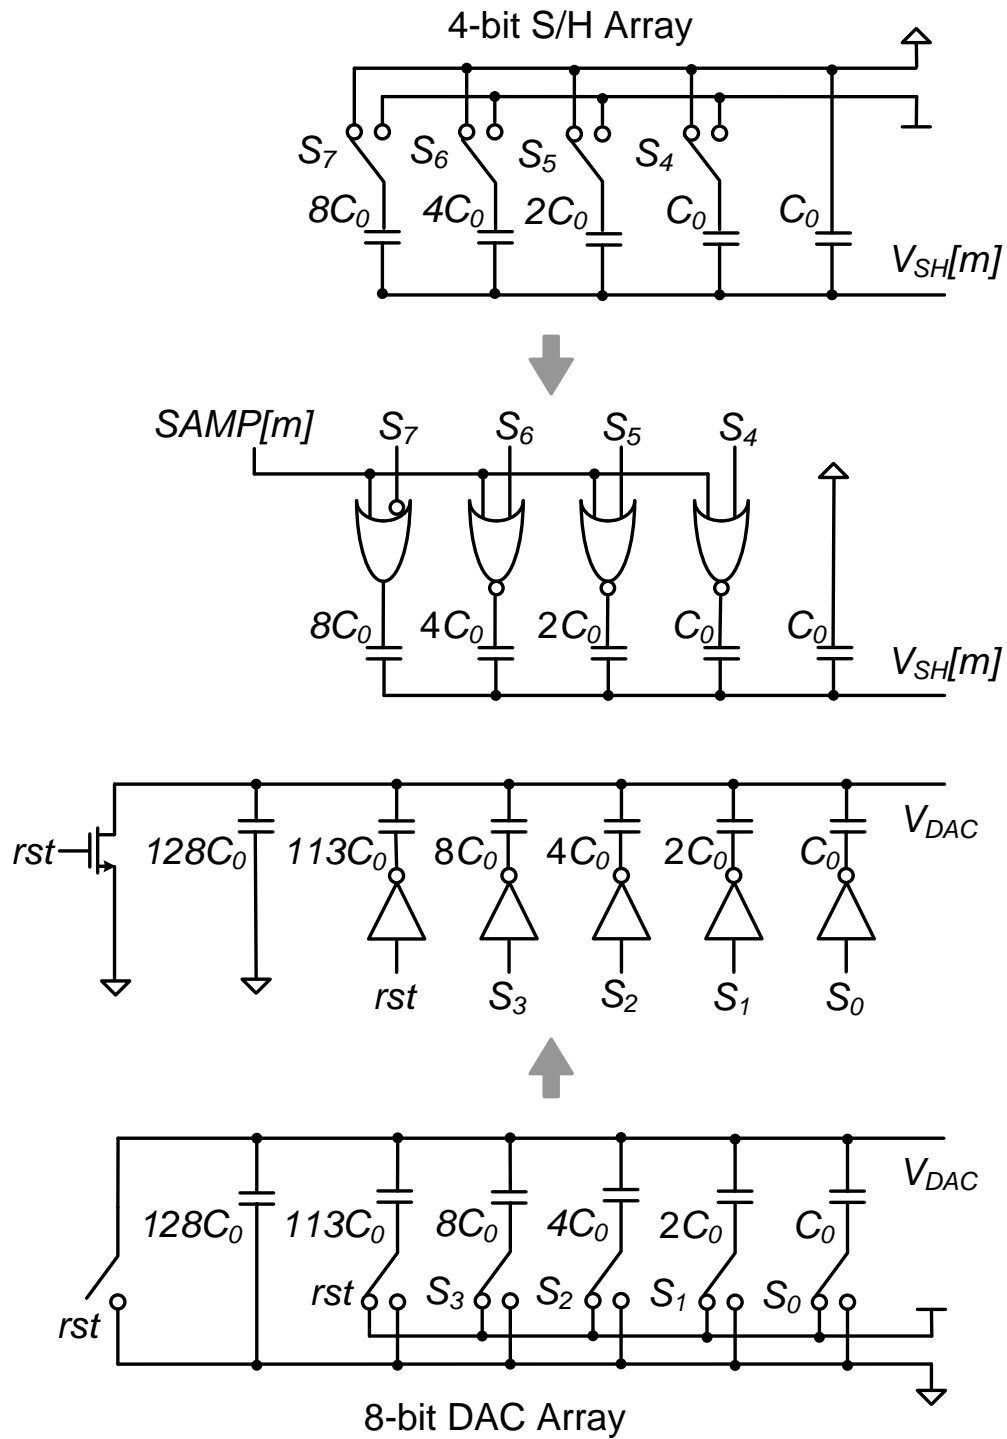 4-bit S/H Array
S7 S6 S5 S4
8C0 4C0 2C0 C0 C0
VSH[m]
SAMP[m] S7 S6 S5 S4
8C0 4C0 2C0 C0 C0
VSH[m]
rst 128C0 113C0 8C0 4C0 2C0 C0 VDAC
rst S3 S2 S1 S0
VDAC
128C0 113C0 8C0 4C0 2C0 C0
rst rst S3 S2 S1 S0
8-bit DAC Array